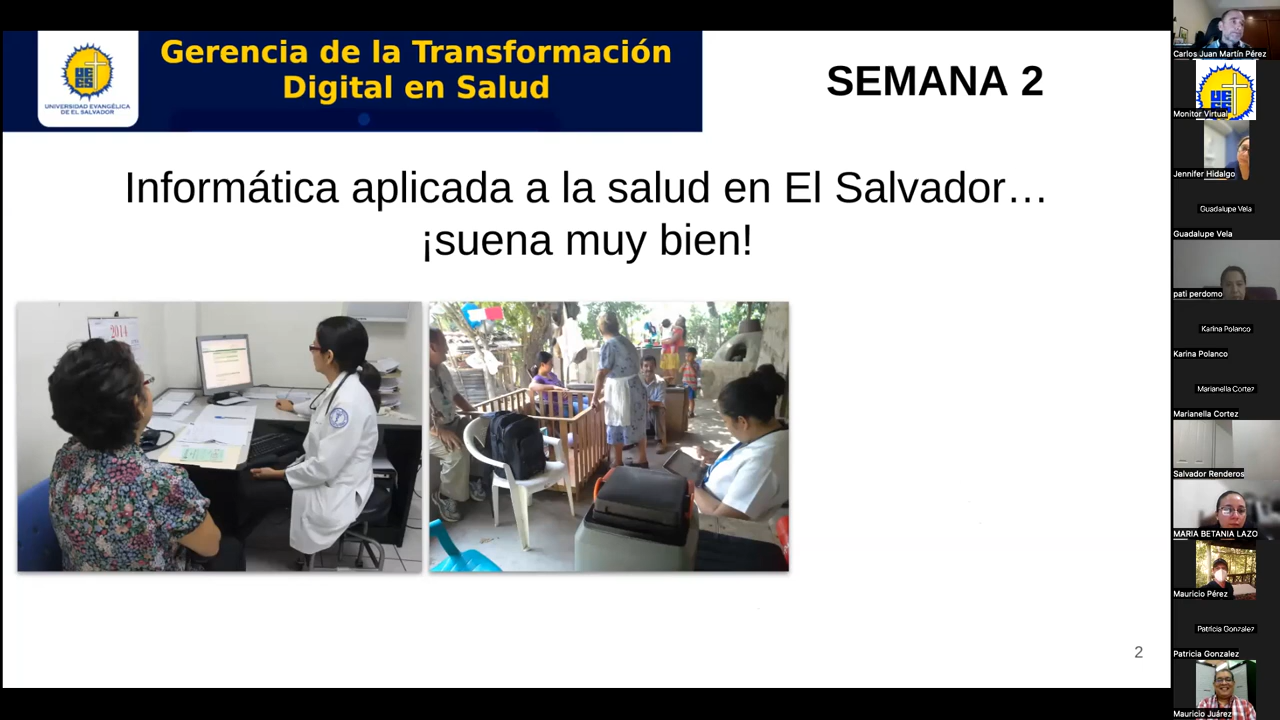 Gerencia de la Transformación
Digital en Salud
UESS
UNIVERSIDAD EVANGÉLICA
DE EL SALVADOR
SEMANA 2
Informática aplicada a la salud en El Salvador…
¡suena muy bien!
2014
2
Carlos Juan Martín Pérez
Monitor Virtual
Jennifer Hidalgo
Guadalupe Vela
Guadalupe Vela
pati perdomo
Karina Polanco
Karina Polanco
Marianella Cortez
Marianella Cortez
Salvador Renderos
MARIA BETANIA LAZO
Mauricio Pérez
Patricia Gonzalez
Patricia Gonzalez
Mauricio Juárez